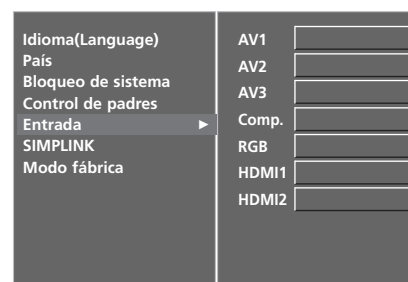 Idioma(Language)
País
Bloqueo de sistema
Control de padres
Entrada ►
SIMPLINK
Modo fábrica
AV1
AV2
AV3
Comp.
RGB
HDMI1
HDMI2